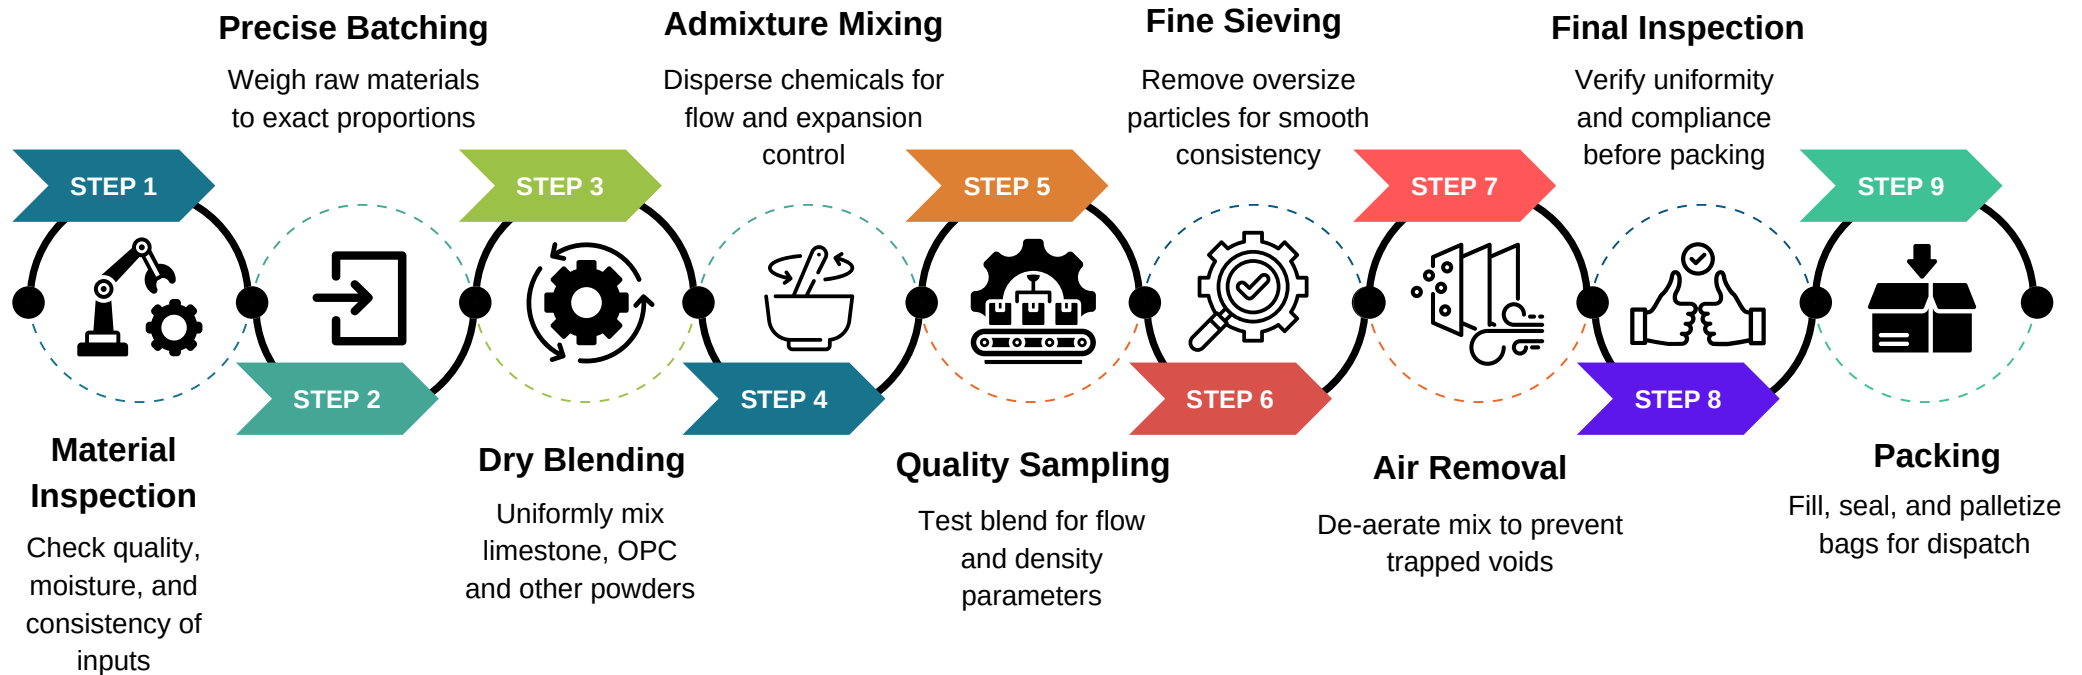 STEP 1
Material
Inspection
Check quality,
moisture, and
consistency of
inputs
Precise Batching
Weigh raw materials
to exact proportions
STEP 2
STEP 3
Dry Blending
Uniformly mix
limestone, OPC
and other powders
Admixture Mixing
Disperse chemicals for
flow and expansion
control
STEP 4
STEP 5
Quality Sampling
Test blend for flow
and density
parameters
Fine Sieving
Remove oversize
particles for smooth
consistency
STEP 6
STEP 7
Air Removal
De-aerate mix to prevent
trapped voids
Final Inspection
Verify uniformity
and compliance
before packing
STEP 8
STEP 9
Packing
Fill, seal, and palletize
bags for dispatch